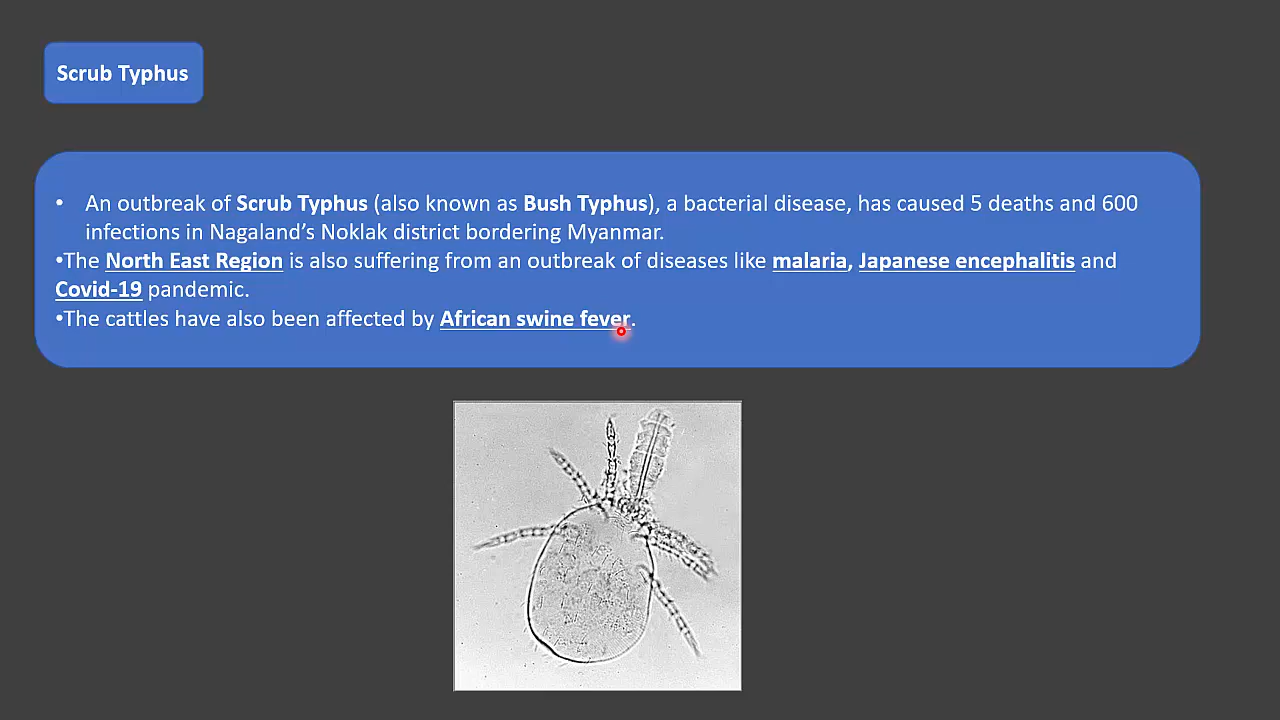 Scrub Typhus
• An outbreak of Scrub Typhus (also known as Bush Typhus), a bacterial disease, has caused 5 deaths and 600
infections in Nagaland’s Noklak district bordering Myanmar.
•The North East Region is also suffering from an outbreak of diseases like malaria, Japanese encephalitis and
Covid-19 pandemic.
•The cattles have also been affected by African swine fever.